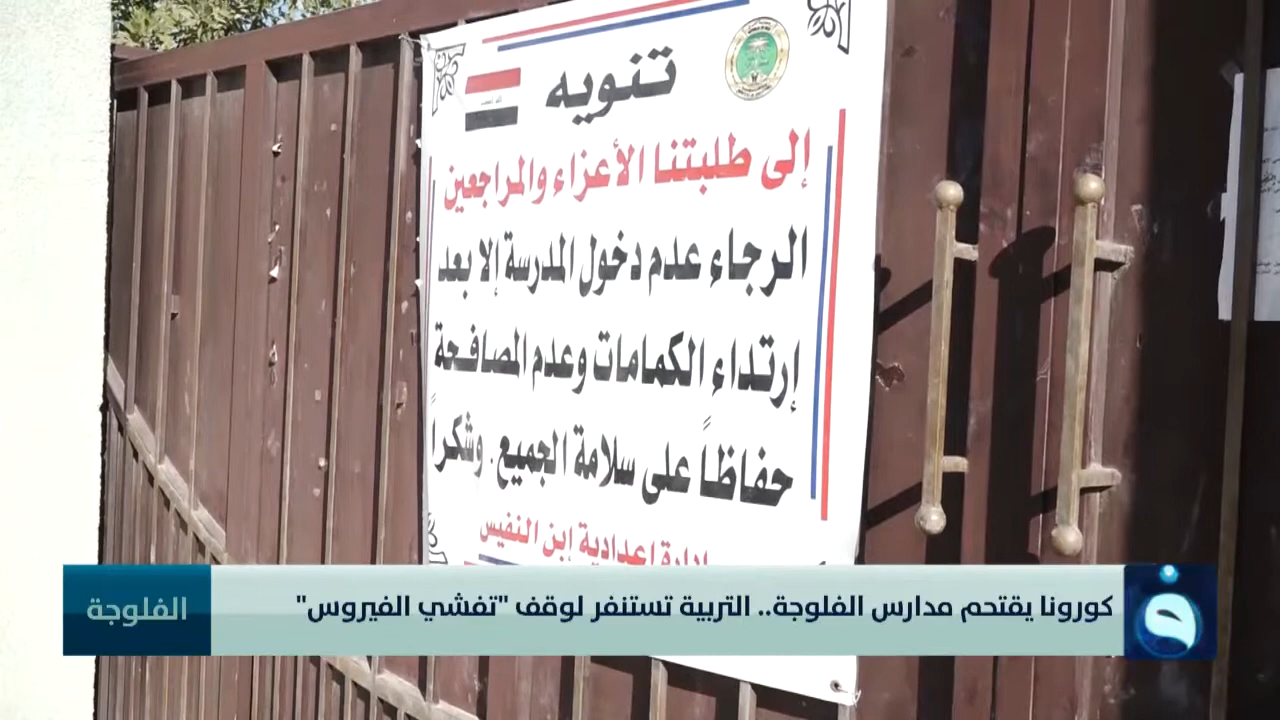 تنويه
إلى طلبتنا الأعزاء والمراجعين
الرجاء عدم دخول المدرسة إلا بعد
إرتداء الكمامات وعدم المصافحة
حفاظاً على سلامة الجميع. وشكراً
إدارة إعدادية إبن النفيس
كورونا يقتحم مدارس الفلوجة.. التربية تستنفر لوقف "تفشي الفيروس"
الفلوجة